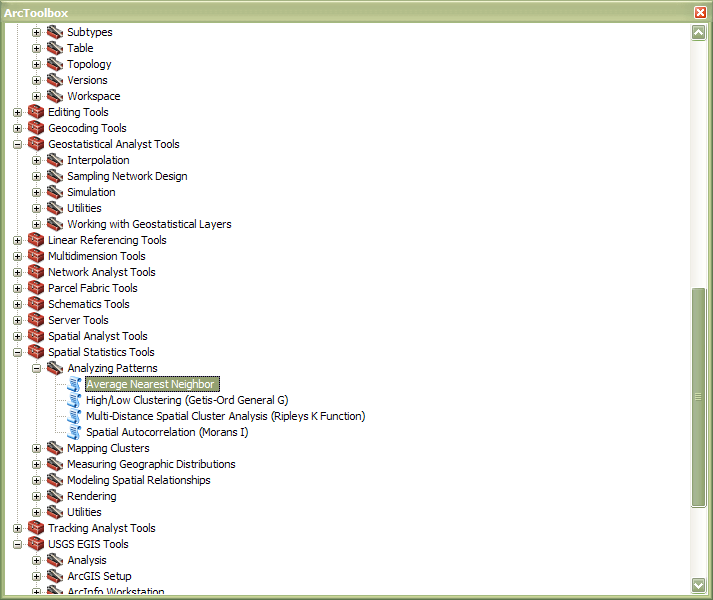 ArcToolbox
Subtypes
Table
Topology
Versions
Workspace
Editing Tools
Geocoding Tools
Geostatistical Analyst Tools
Interpolation
Sampling Network Design
Simulation
Utilities
Working with Geostatistical Layers
Linear Referencing Tools
Multidimension Tools
Network Analyst Tools
Parcel Fabric Tools
Schematics Tools
Server Tools
Spatial Analyst Tools
Spatial Statistics Tools
Analyzing Patterns
Average Nearest Neighbor
High/Low Clustering (Getis-Ord General G)
Multi-Distance Spatial Cluster Analysis (Ripleys K Function)
Spatial Autocorrelation (Morans I)
Mapping Clusters
Measuring Geographic Distributions
Modeling Spatial Relationships
Rendering
Utilities
Tracking Analyst Tools
USGS EGIS Tools
Analysis
ArcGIS Setup
ArcInfo Workstation